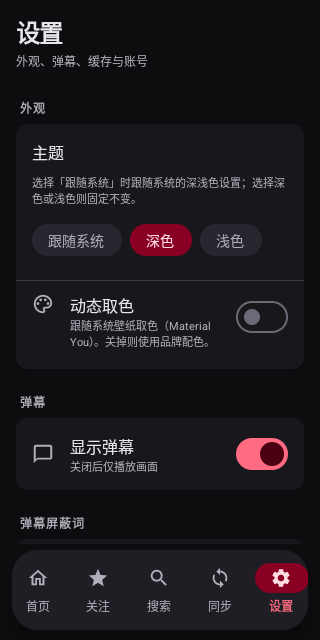 设置
外观、弹幕、缓存与账号
外观
主题
选择「跟随系统」时跟随系统的深浅色设置；选择深
色或浅色则固定不变。
跟随系统
深色
浅色
动态取色
跟随系统壁纸取色（Material
You）。关掉则使用品牌配色。
弹幕
显示弹幕
关闭后仅播放画面
弹幕屏蔽词
首页
关注
搜索
同步
设置